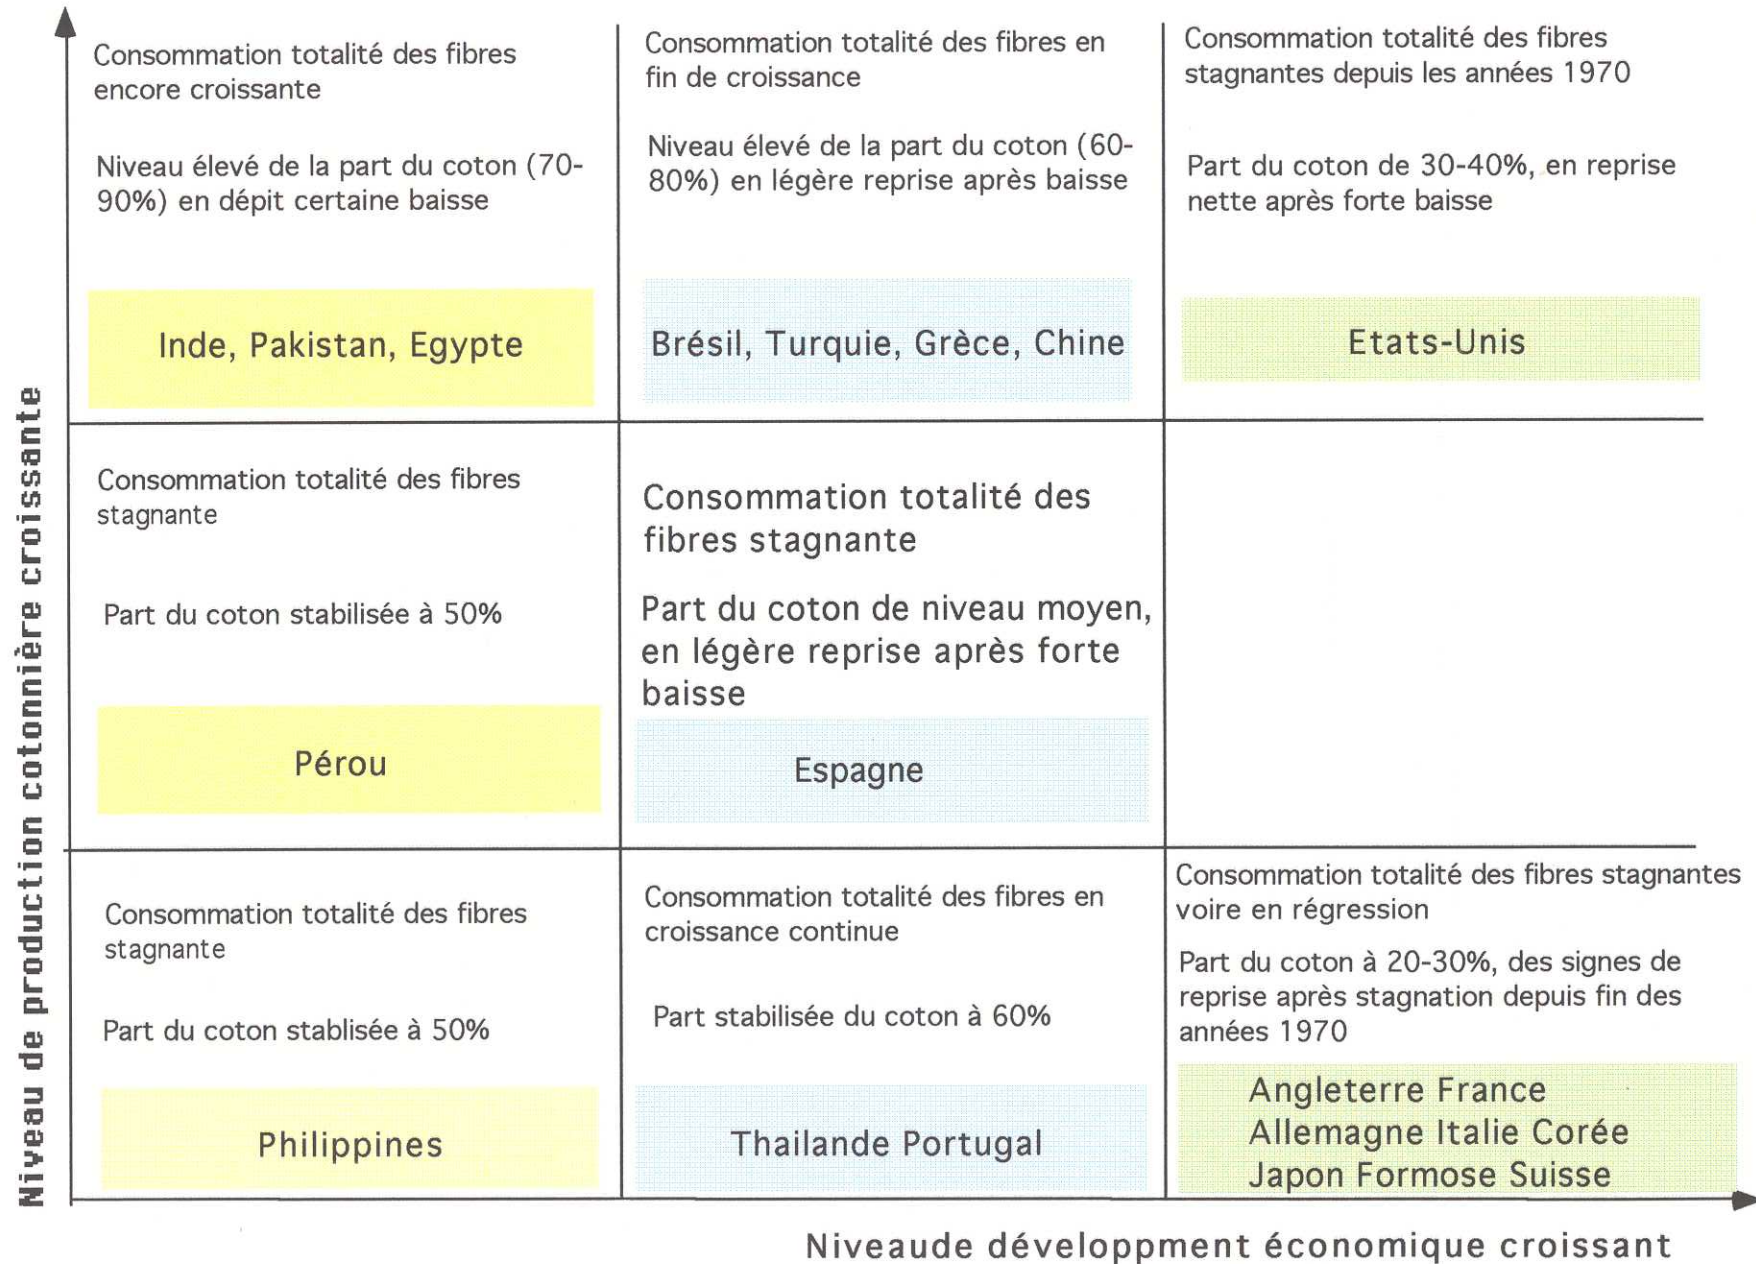 Consommation totalité des fibres
encore croissante
Niveau élevé de la part du coton (70-
90%) en dépit certaine baisse
Inde, Pakistan, Egypte
Consommation totalité des fibres en
fin de croissance
Niveau élevé de la part du coton (60-
80%) en légère reprise après baisse
Brésil, Turquie, Grèce, Chine
Consommation totalité des fibres
stagnantes depuis les années 1970
Part du coton de 30-40%, en reprise
nette après forte baisse
Etats-Unis
Consommation totalité des fibres
stagnante
Part du coton stabilisée à 50%
Pérou
Consommation totalité des
fibres stagnante
Part du coton de niveau moyen,
en légère reprise après forte
baisse
Espagne
Consommation totalité des fibres
stagnante
Part du coton stablisée à 50%
Philippines
Consommation totalité des fibres en
croissance continue
Part stabilisée du coton à 60%
Thailande Portugal
Consommation totalité des fibres stagnantes
voire en régression
Part du coton à 20-30%, des signes de
reprise après stagnation depuis fin des
années 1970
Angleterre France
Allemagne Italie Corée
Japon Formose Suisse
Niveau de production cotonnière croissante
Niveaude développment économique croissant